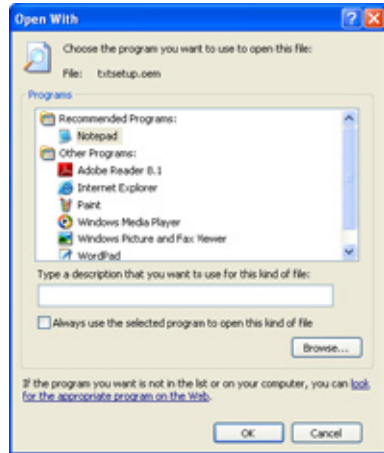 Open With
Choose the program you want to use to open this file:
File: txtsetup.oem
Programs
Recommended Programs:
Notepad
Other Programs:
Adobe Reader 8.1
Internet Explorer
Paint
Windows Media Player
Windows Picture and Fax Viewer
WordPad
Type a description that you want to use for this kind of file:
Always use the selected program to open this kind of file
Browse...
If the program you want is not in the list or on your computer, you can look
for the appropriate program on the Web.
OK Cancel